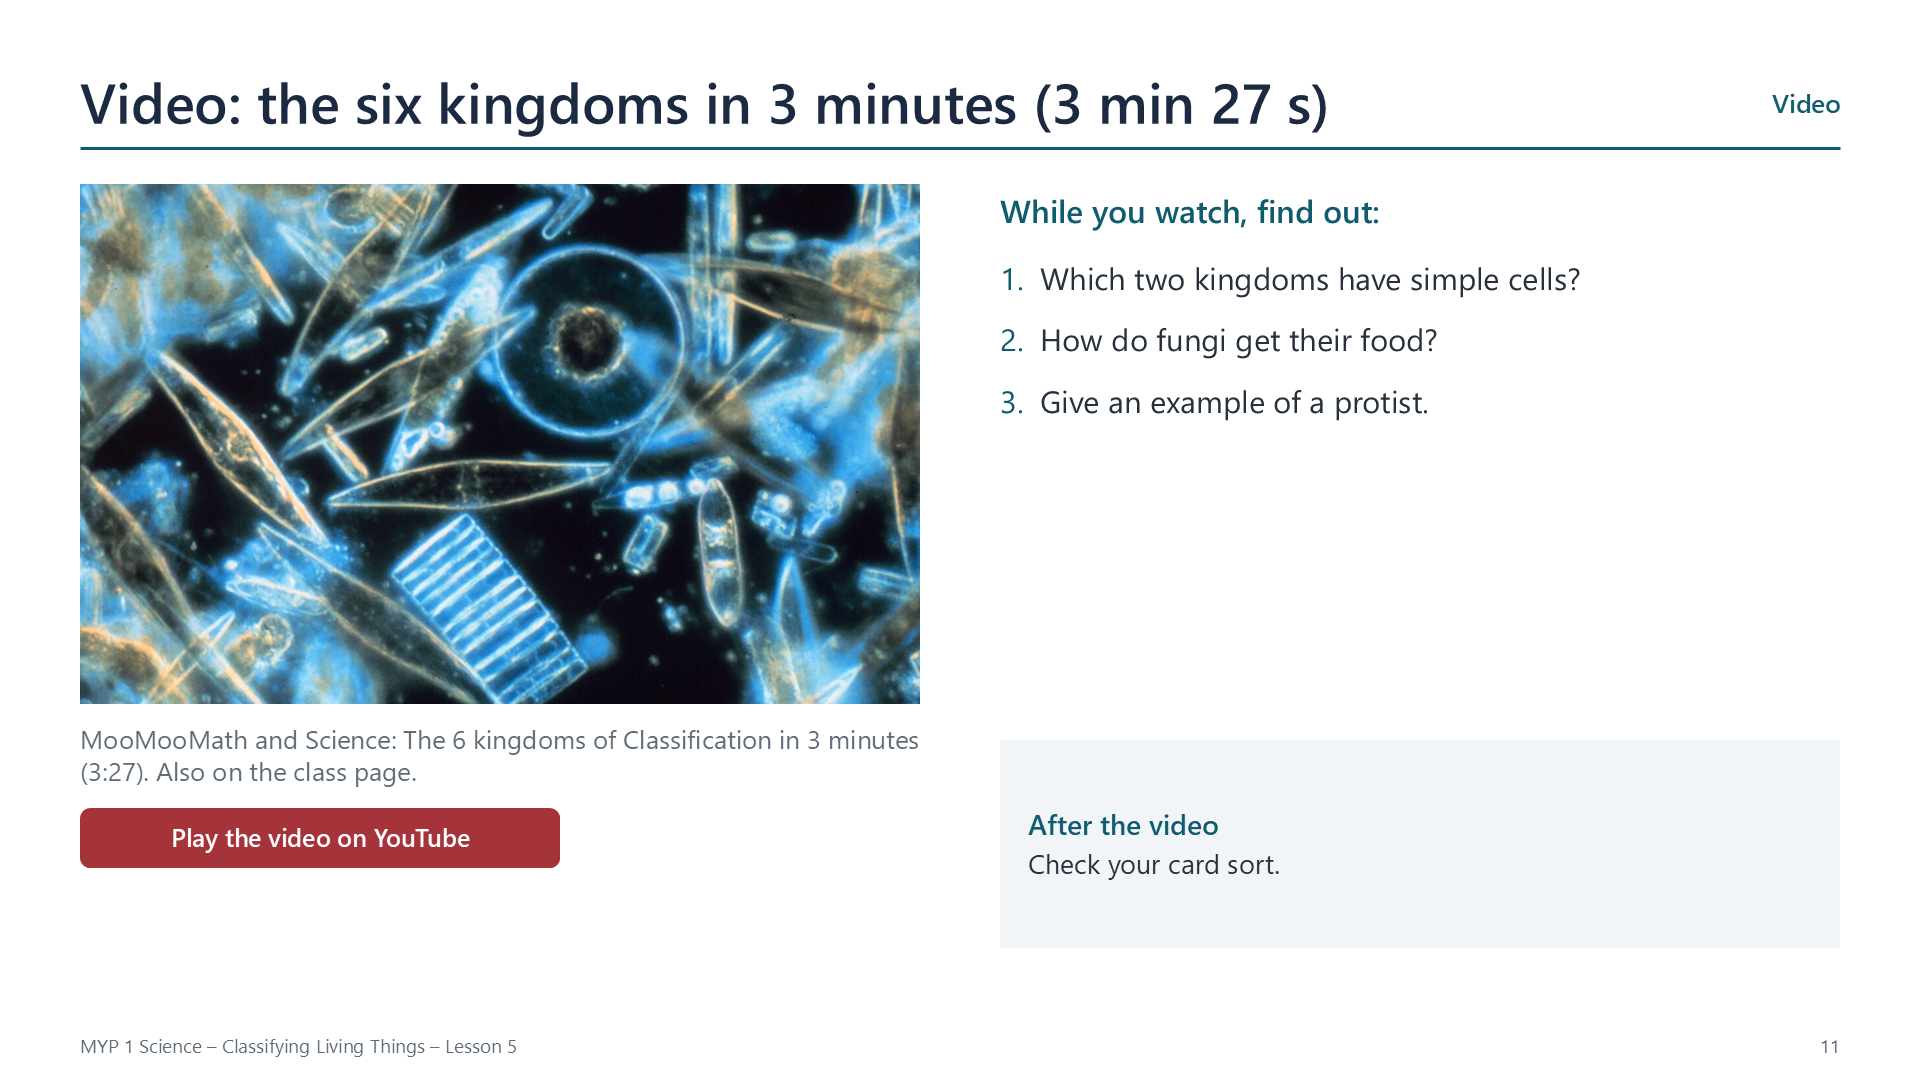 Video: the six kingdoms in 3 minutes (3 min 27 s)
Video
MooMooMath and Science: The 6 kingdoms of Classification in 3 minutes
(3:27). Also on the class page.
Play the video on YouTube
While you watch, find out:
1. Which two kingdoms have simple cells?
2. How do fungi get their food?
3. Give an example of a protist.
After the video
Check your card sort.
MYP 1 Science – Classifying Living Things – Lesson 5
11